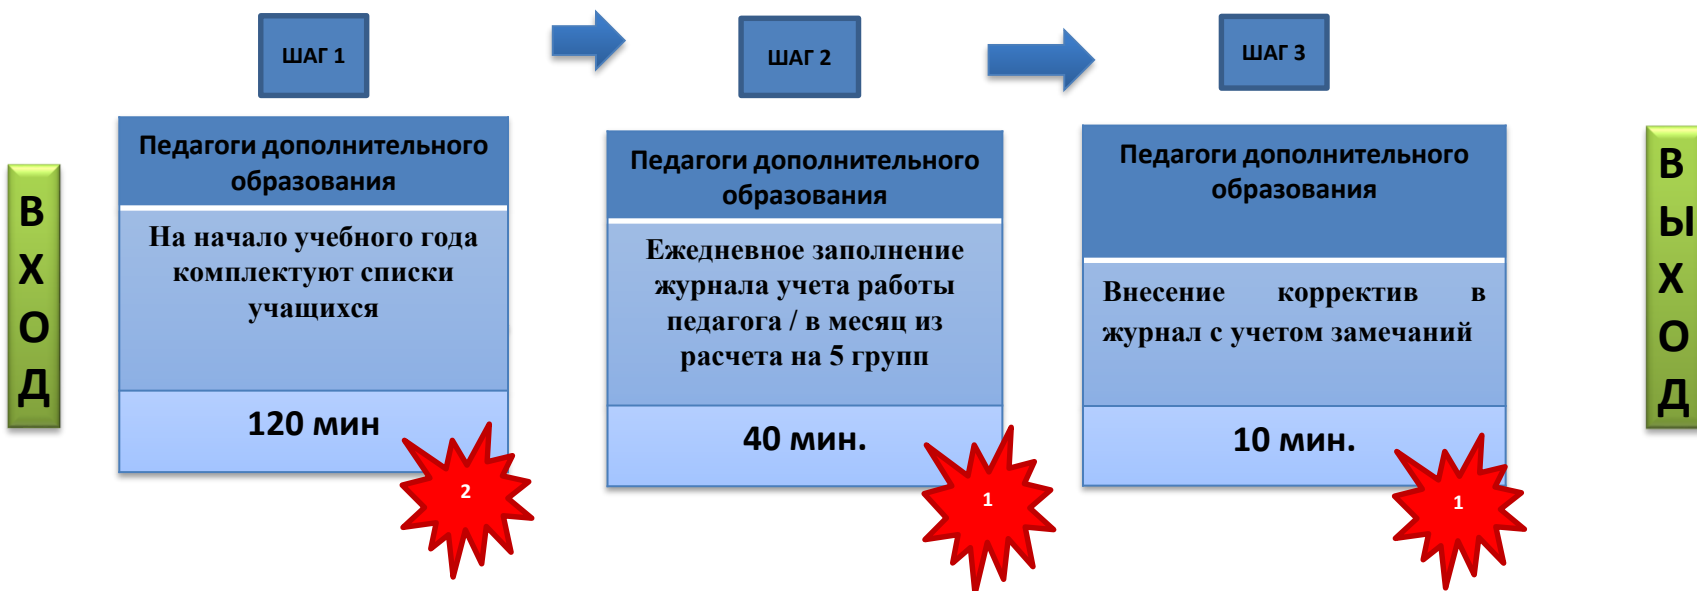 ШАГ 1
ШАГ 2
ШАГ 3
В
Х
О
Д
Педагоги дополнительного
образования
На начало учебного года
комплектуют списки
учащихся
120 мин
2
Педагоги дополнительного
образования
Ежедневное заполнение
журнала учета работы
педагога / в месяц из
расчета на 5 групп
40 мин.
1
Педагоги дополнительного
образования
Внесение корректив в
журнал с учетом замечаний
10 мин.
1
В
Ы
Х
О
Д